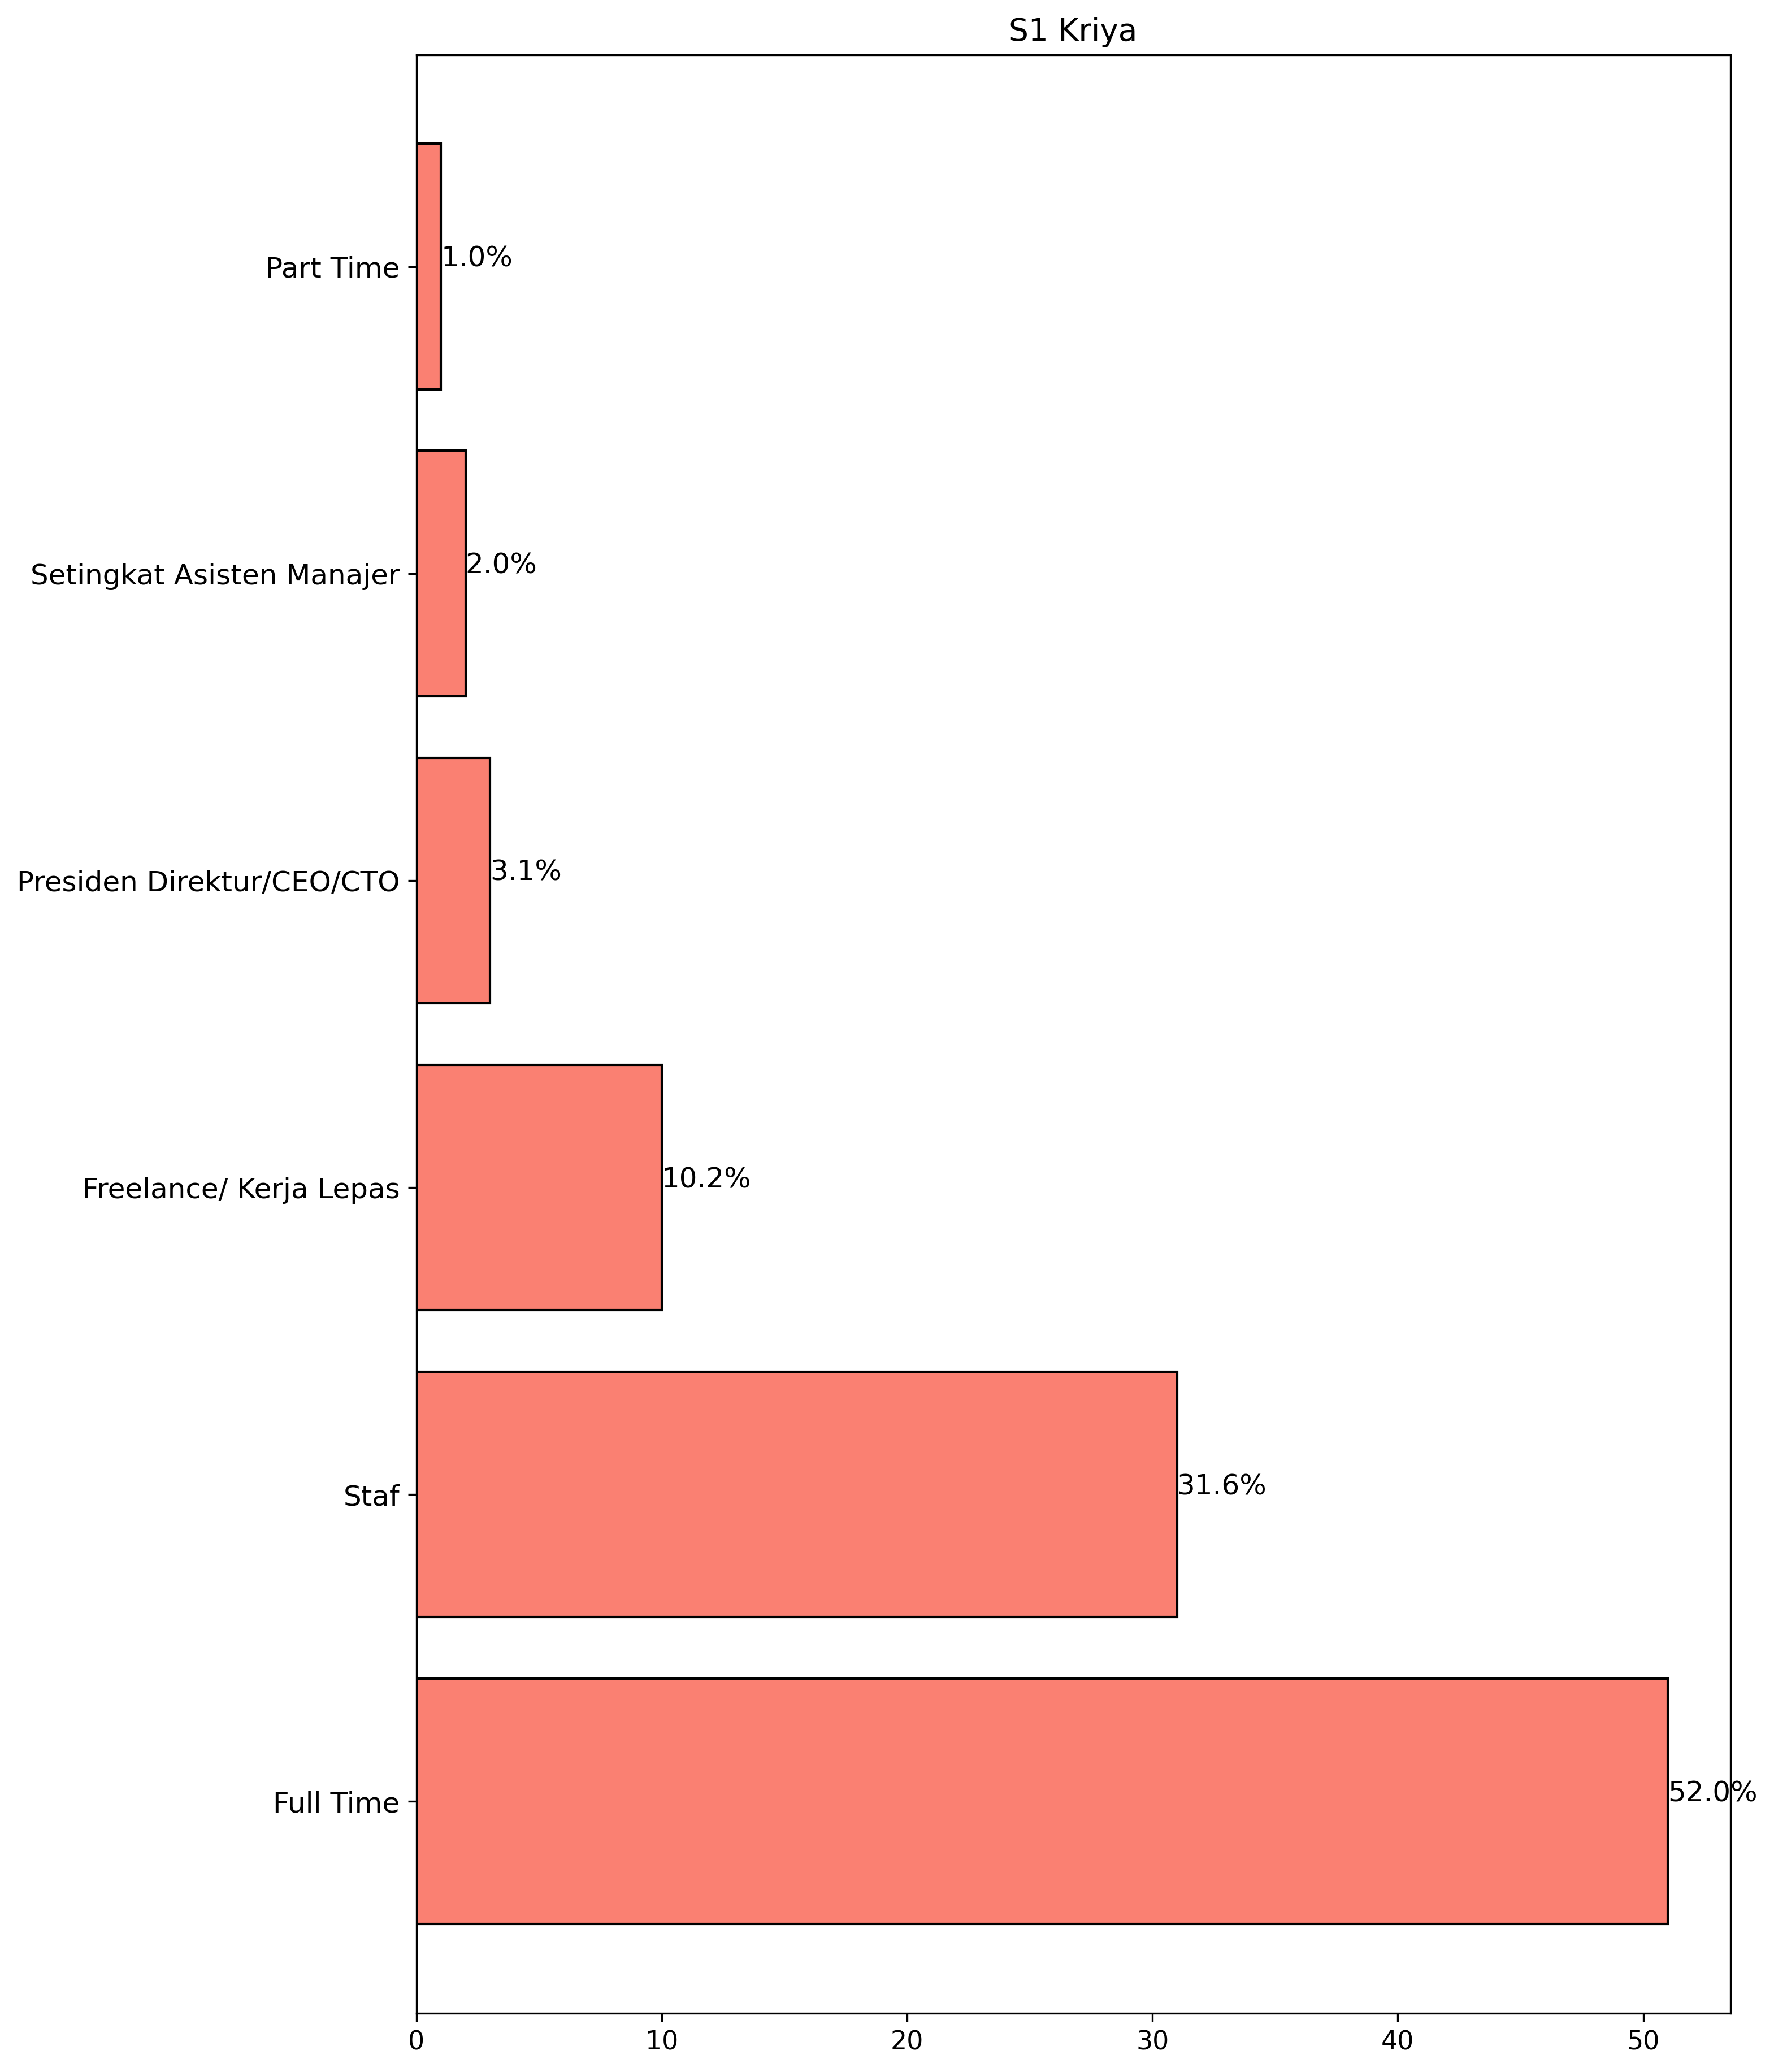 S1 Kriya
Part Time
1.0%
Setingkat Asisten Manajer
2.0%
Presiden Direktur/CEO/CTO
3.1%
Freelance/ Kerja Lepas
10.2%
Staf
31.6%
Full Time
52.0%
0 10 20 30 40 50